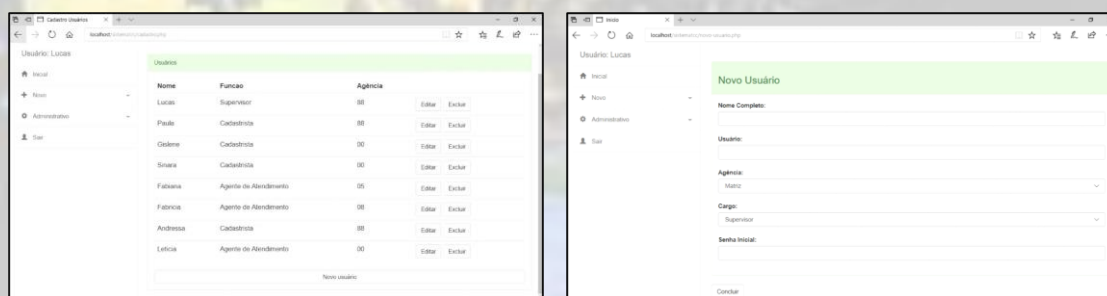 Cadastro Usuários
localhost/sistema/ru/cadastro.php
Usuário: Lucas
Inicial
Novo
Administrativo
Sair
Usuários
Nome Funcao Agência
Lucas Supervisor 88 Editar Excluir
Paula Cadastrista 88 Editar Excluir
Gislene Cadastrista 00 Editar Excluir
Sinara Cadastrista 00 Editar Excluir
Fabiana Agente de Atendimento 05 Editar Excluir
Fabricia Agente de Atendimento 08 Editar Excluir
Andressa Cadastrista 88 Editar Excluir
Leticia Agente de Atendimento 00 Editar Excluir
Novo usuário
Inicio
localhost
Usuário: Lucas
Inicial
Novo
Administrativo
Sair
Novo Usuário
Nome Completo:
Usuário:
Agência:
Matriz
Cargo:
Supervisor
Senha Inicial:
Concluir